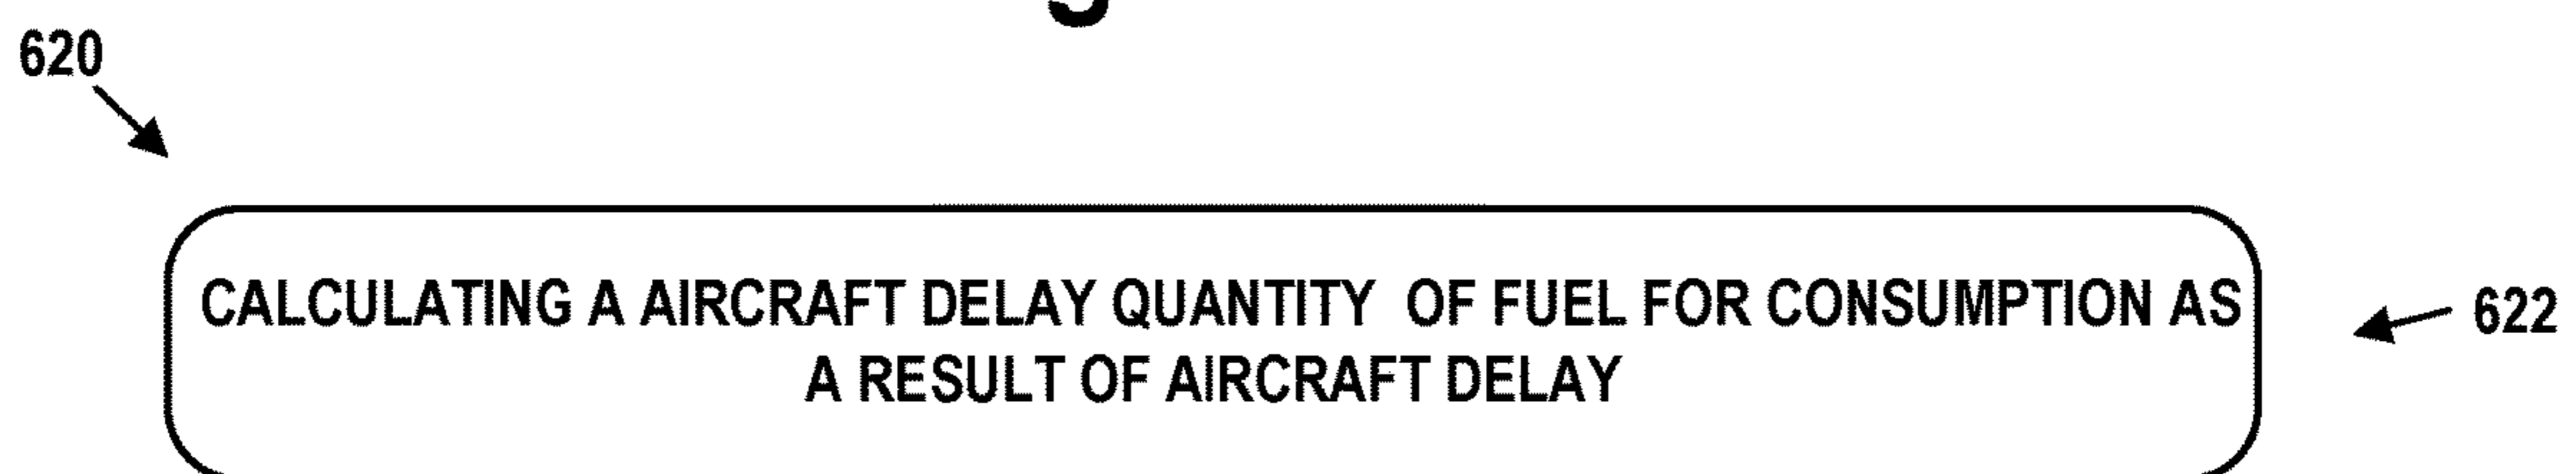 620
CALCULATING A AIRCRAFT DELAY QUANTITY OF FUEL FOR CONSUMPTION AS
A RESULT OF AIRCRAFT DELAY
622